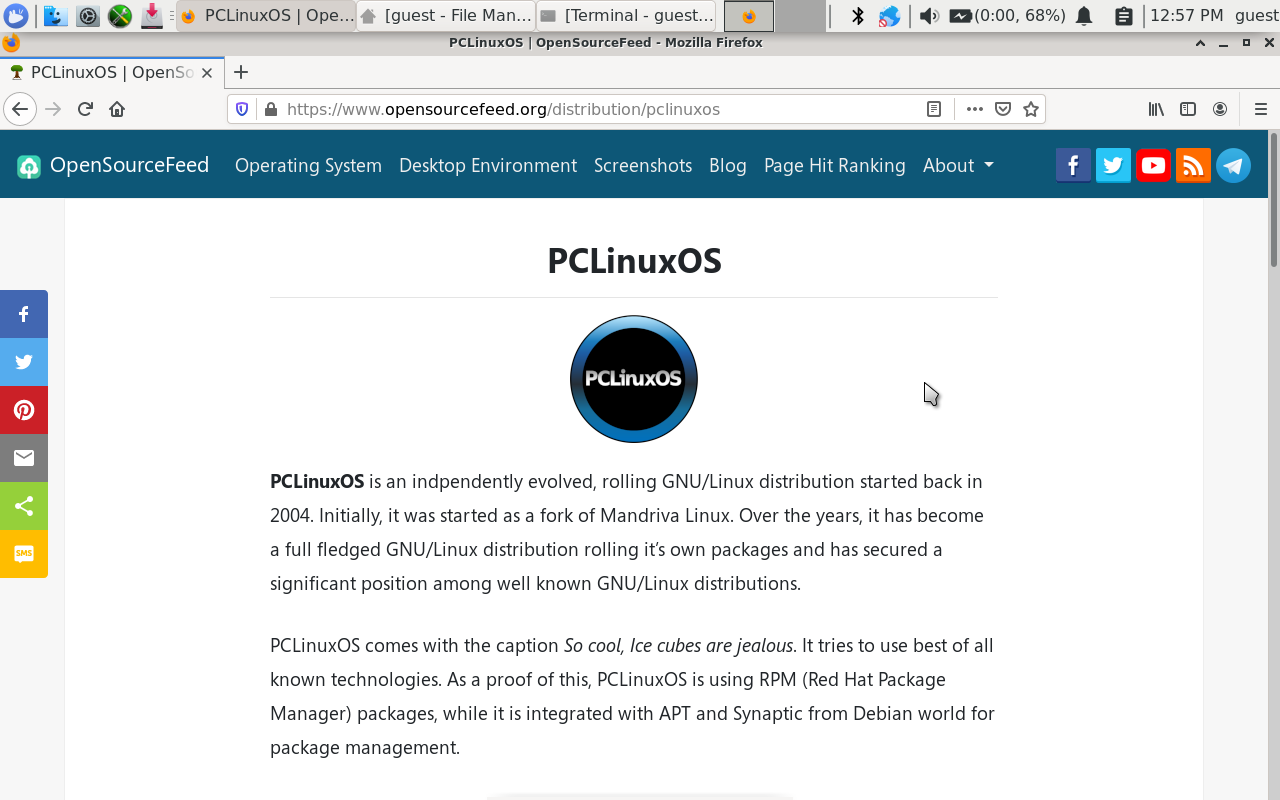 PCLinuxOS | Ope...
[guest - File Man...
[Terminal - guest...
(0:00, 68%)
12:57 PM
guest
PCLinuxOS | OpenSourceFeed - Mozilla Firefox
PCLinuxOS | OpenSo
https://www.opensourcefeed.org/distribution/pclinuxos
OpenSourceFeed
Operating System
Desktop Environment
Screenshots
Blog
Page Hit Ranking
About
PCLinuxOS
PCLinuxOS
PCLinuxOS is an indpendently evolved, rolling GNU/Linux distribution started back in
2004. Initially, it was started as a fork of Mandriva Linux. Over the years, it has become
a full fledged GNU/Linux distribution rolling it’s own packages and has secured a
significant position among well known GNU/Linux distributions.
PCLinuxOS comes with the caption So cool, Ice cubes are jealous. It tries to use best of all
known technologies. As a proof of this, PCLinuxOS is using RPM (Red Hat Package
Manager) packages, while it is integrated with APT and Synaptic from Debian world for
package management.
SMS